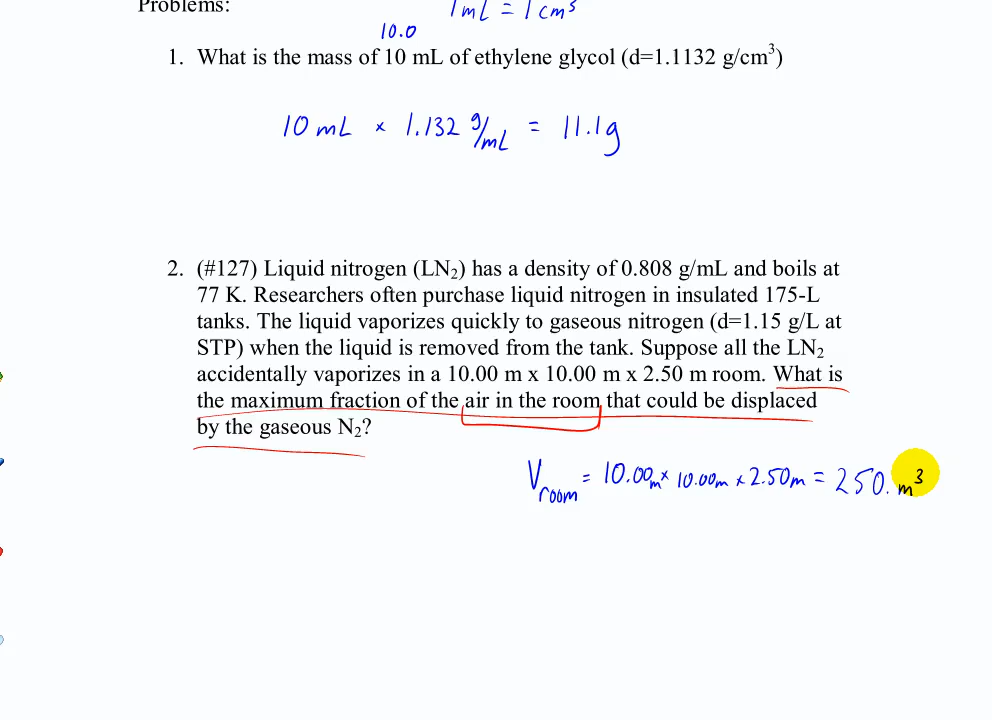 Problems:
1 mL = 1 cm³
10.0
1. What is the mass of 10 mL of ethylene glycol (d=1.1132 g/cm³)
10 mL × 1.132 g/mL = 11.1g
2. (#127) Liquid nitrogen (LN₂) has a density of 0.808 g/mL and boils at
77 K. Researchers often purchase liquid nitrogen in insulated 175-L
tanks. The liquid vaporizes quickly to gaseous nitrogen (d=1.15 g/L at
STP) when the liquid is removed from the tank. Suppose all the LN₂
accidentally vaporizes in a 10.00 m x 10.00 m x 2.50 m room. What is
the maximum fraction of the air in the room that could be displaced
by the gaseous N₂?
V room = 10.00m × 10.00m × 2.50m = 250. m³